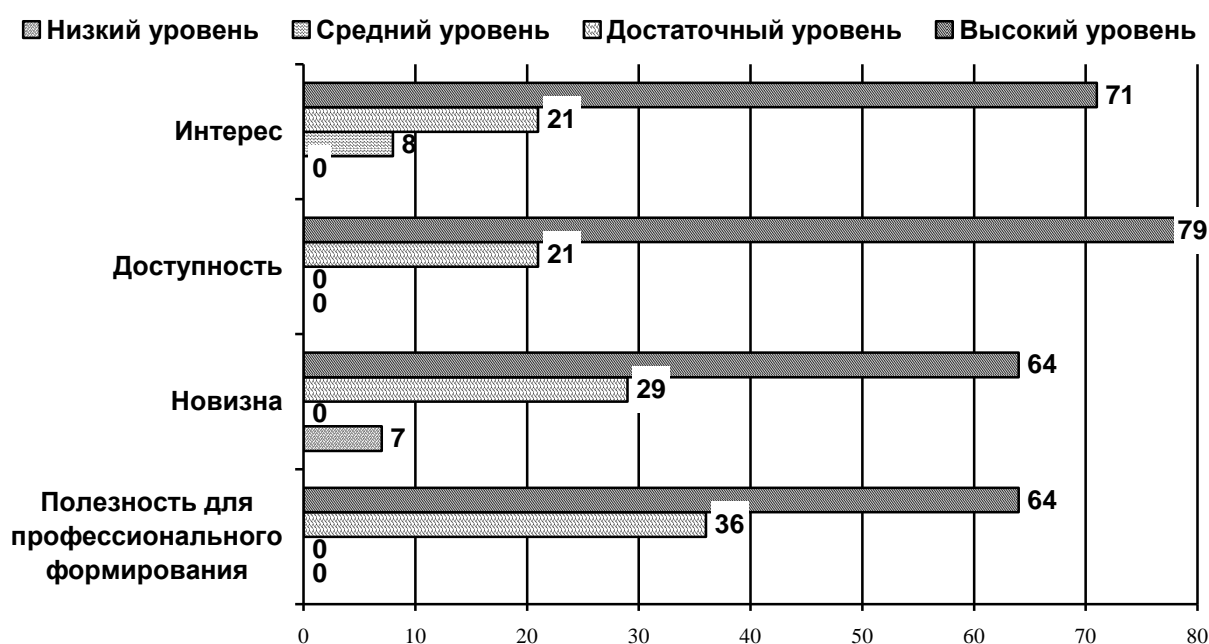 Низкий уровень Средний уровень Достаточный уровень Высокий уровень
71
21
Интерес
8
0
79
21
Доступность
0
0
64
29
Новизна
0
7
64
Полезность для
36
профессионального
0
формирования
0
0 10 20 30 40 50 60 70 80